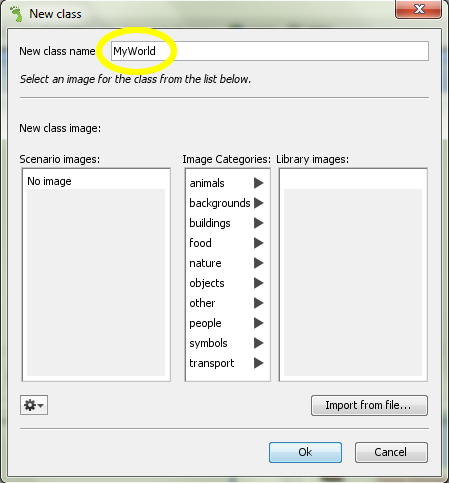 New class
New class name: MyWorld
Select an image for the class from the list below.
New class image:
Scenario images:
No image
Image Categories:
animals
backgrounds
buildings
food
nature
objects
other
people
symbols
transport
Library images:
Import from file...
Ok
Cancel